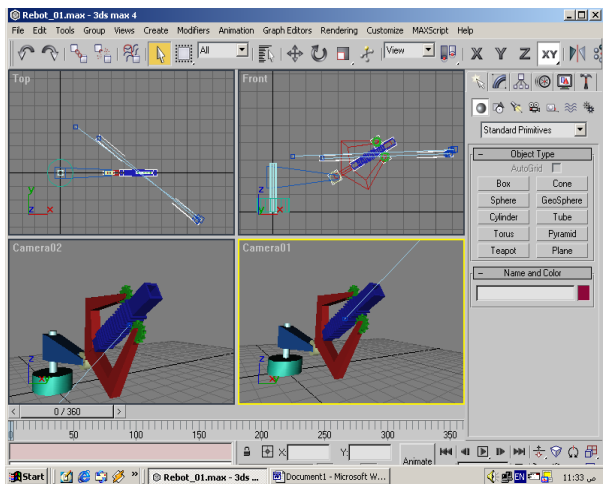 Rebot_01.max - 3ds max 4
File Edit Tools Group Views Create Modifiers Animation Graph Editors Rendering Customize MAXScript Help
All View X Y Z XY
Top Front
Standard Primitives
Object Type
AutoGrid
Box Cone
Sphere GeoSphere
Cylinder Tube
Torus Pyramid
Teapot Plane
Name and Color
y x z x
Camera02 Camera01
z x z x
0 / 360
50 100 150 200 250 300 350
X: Y:
Animate
Start » Rebot_01.max - 3ds ... Document1 - Microsoft W... EN 11:33 ص